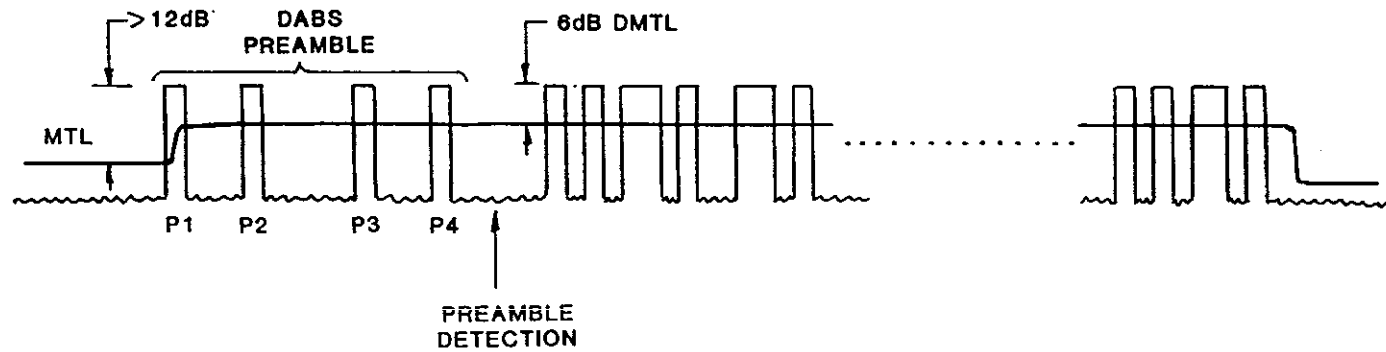 >12dB
DABS
PREAMBLE
6dB DMTL
MTL
P1 P2 P3 P4
PREAMBLE
DETECTION